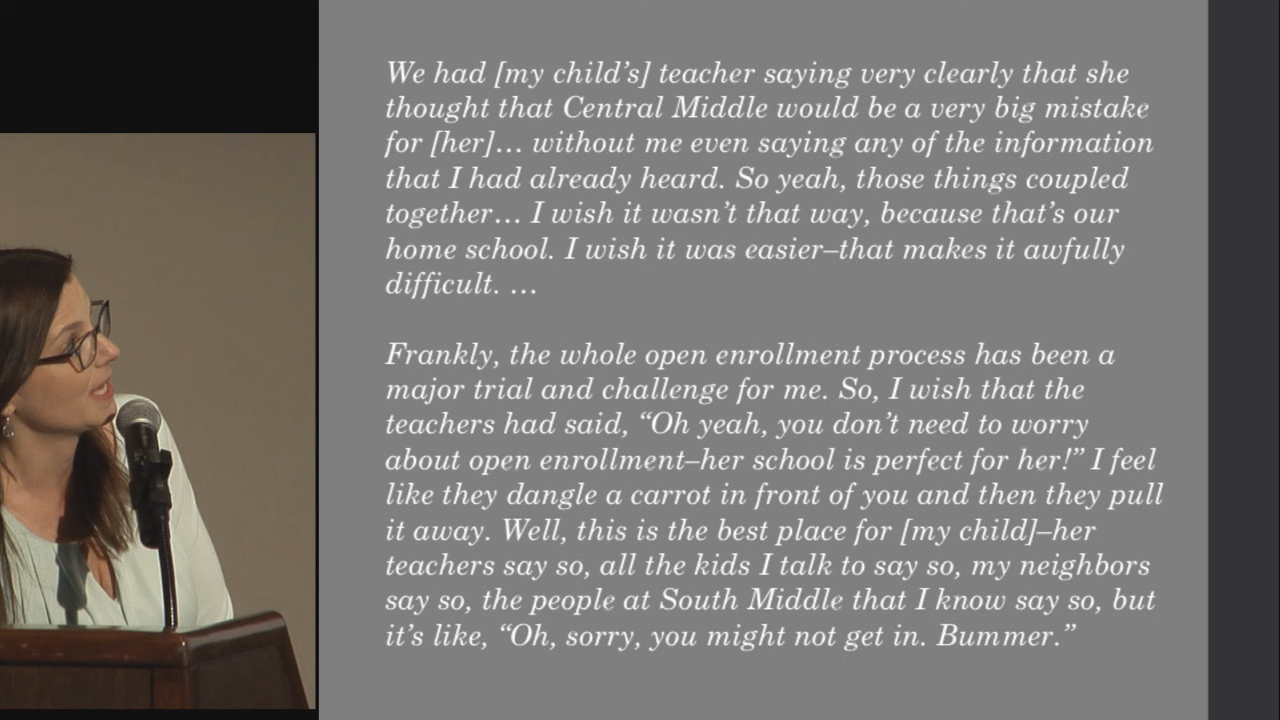 We had [my child’s] teacher saying very clearly that she
thought that Central Middle would be a very big mistake
for [her]… without me even saying any of the information
that I had already heard. So yeah, those things coupled
together… I wish it wasn’t that way, because that’s our
home school. I wish it was easier–that makes it awfully
difficult. …
Frankly, the whole open enrollment process has been a
major trial and challenge for me. So, I wish that the
teachers had said, “Oh yeah, you don’t need to worry
about open enrollment–her school is perfect for her!” I feel
like they dangle a carrot in front of you and then they pull
it away. Well, this is the best place for [my child]–her
teachers say so, all the kids I talk to say so, my neighbors
say so, the people at South Middle that I know say so, but
it’s like, “Oh, sorry, you might not get in. Bummer.”